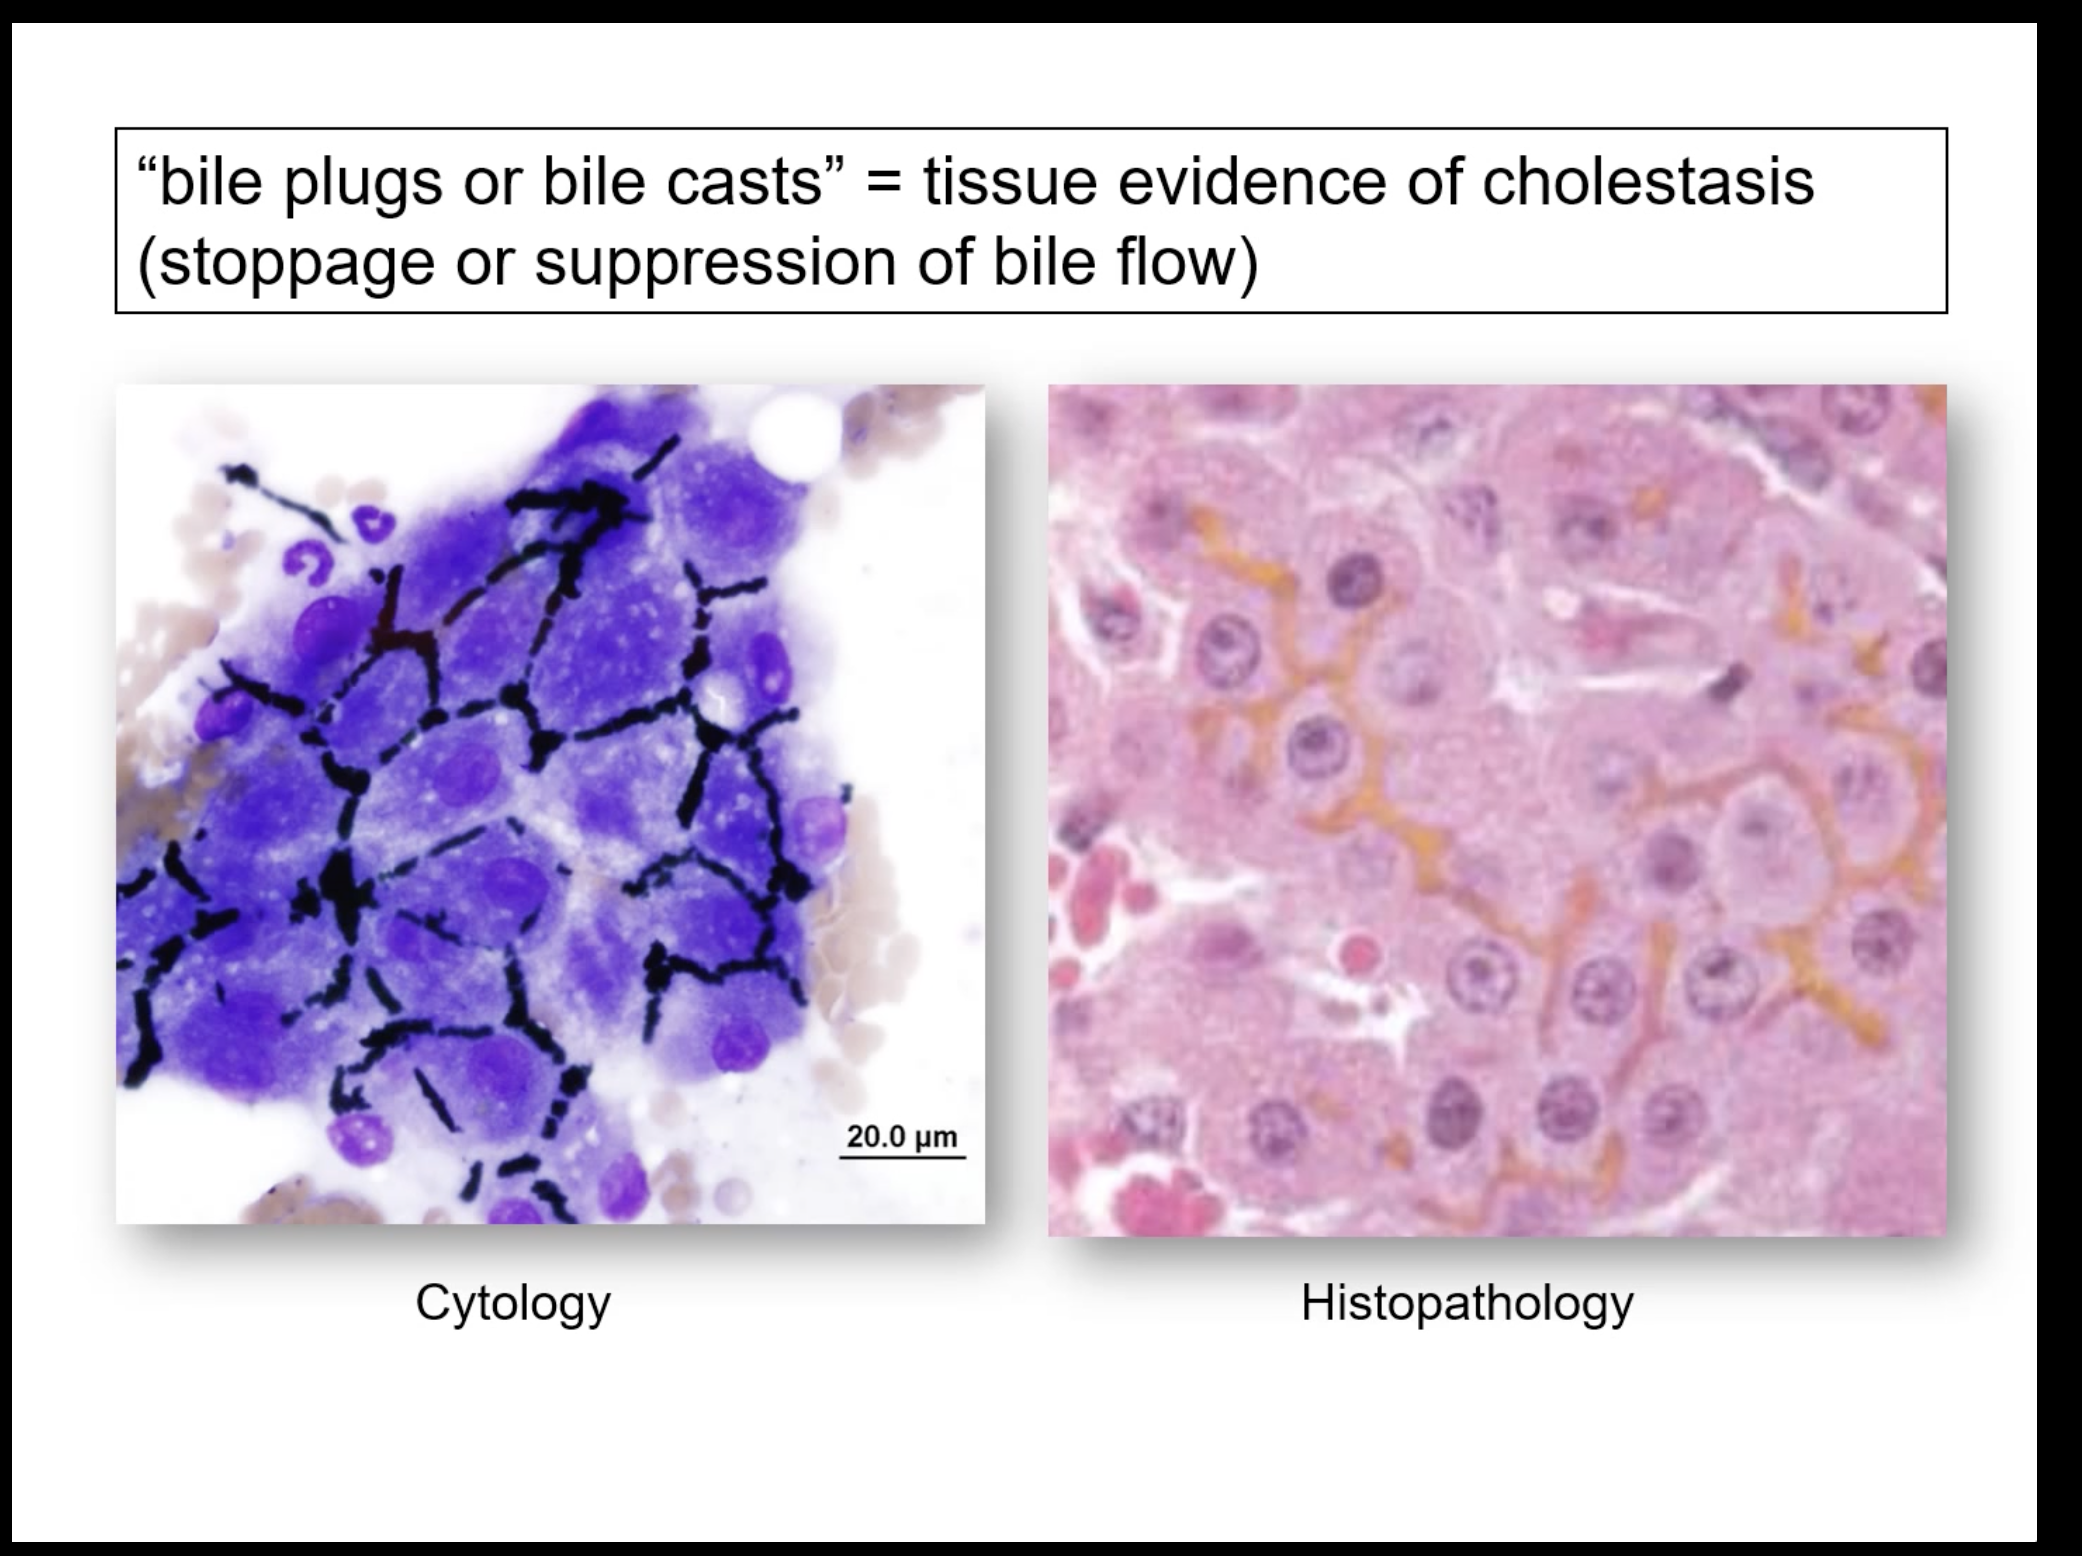 “bile plugs or bile casts” = tissue evidence of cholestasis
(stoppage or suppression of bile flow)
20.0 µm
Cytology
Histopathology